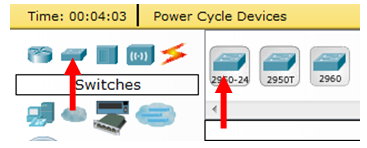 Time: 00:04:03 Power Cycle Devices
Switches
2950-24 2950T 2960